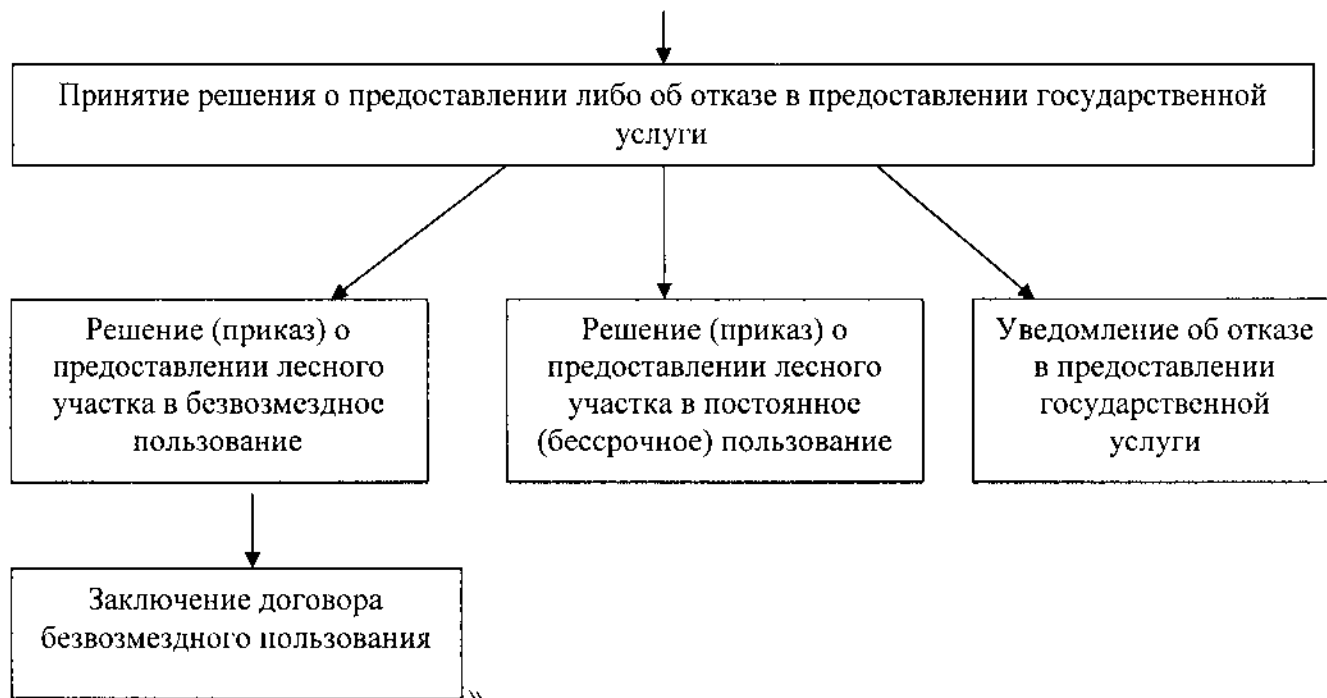 Принятие решения о предоставлении либо об отказе в предоставлении государственной
услуги
Решение (приказ) о
предоставлении лесного
участка в безвозмездное
пользование
Решение (приказ) о
предоставлении лесного
участка в постоянное
(бессрочное) пользование
Уведомление об отказе
в предоставлении
государственной
услуги
Заключение договора
безвозмездного пользования
»